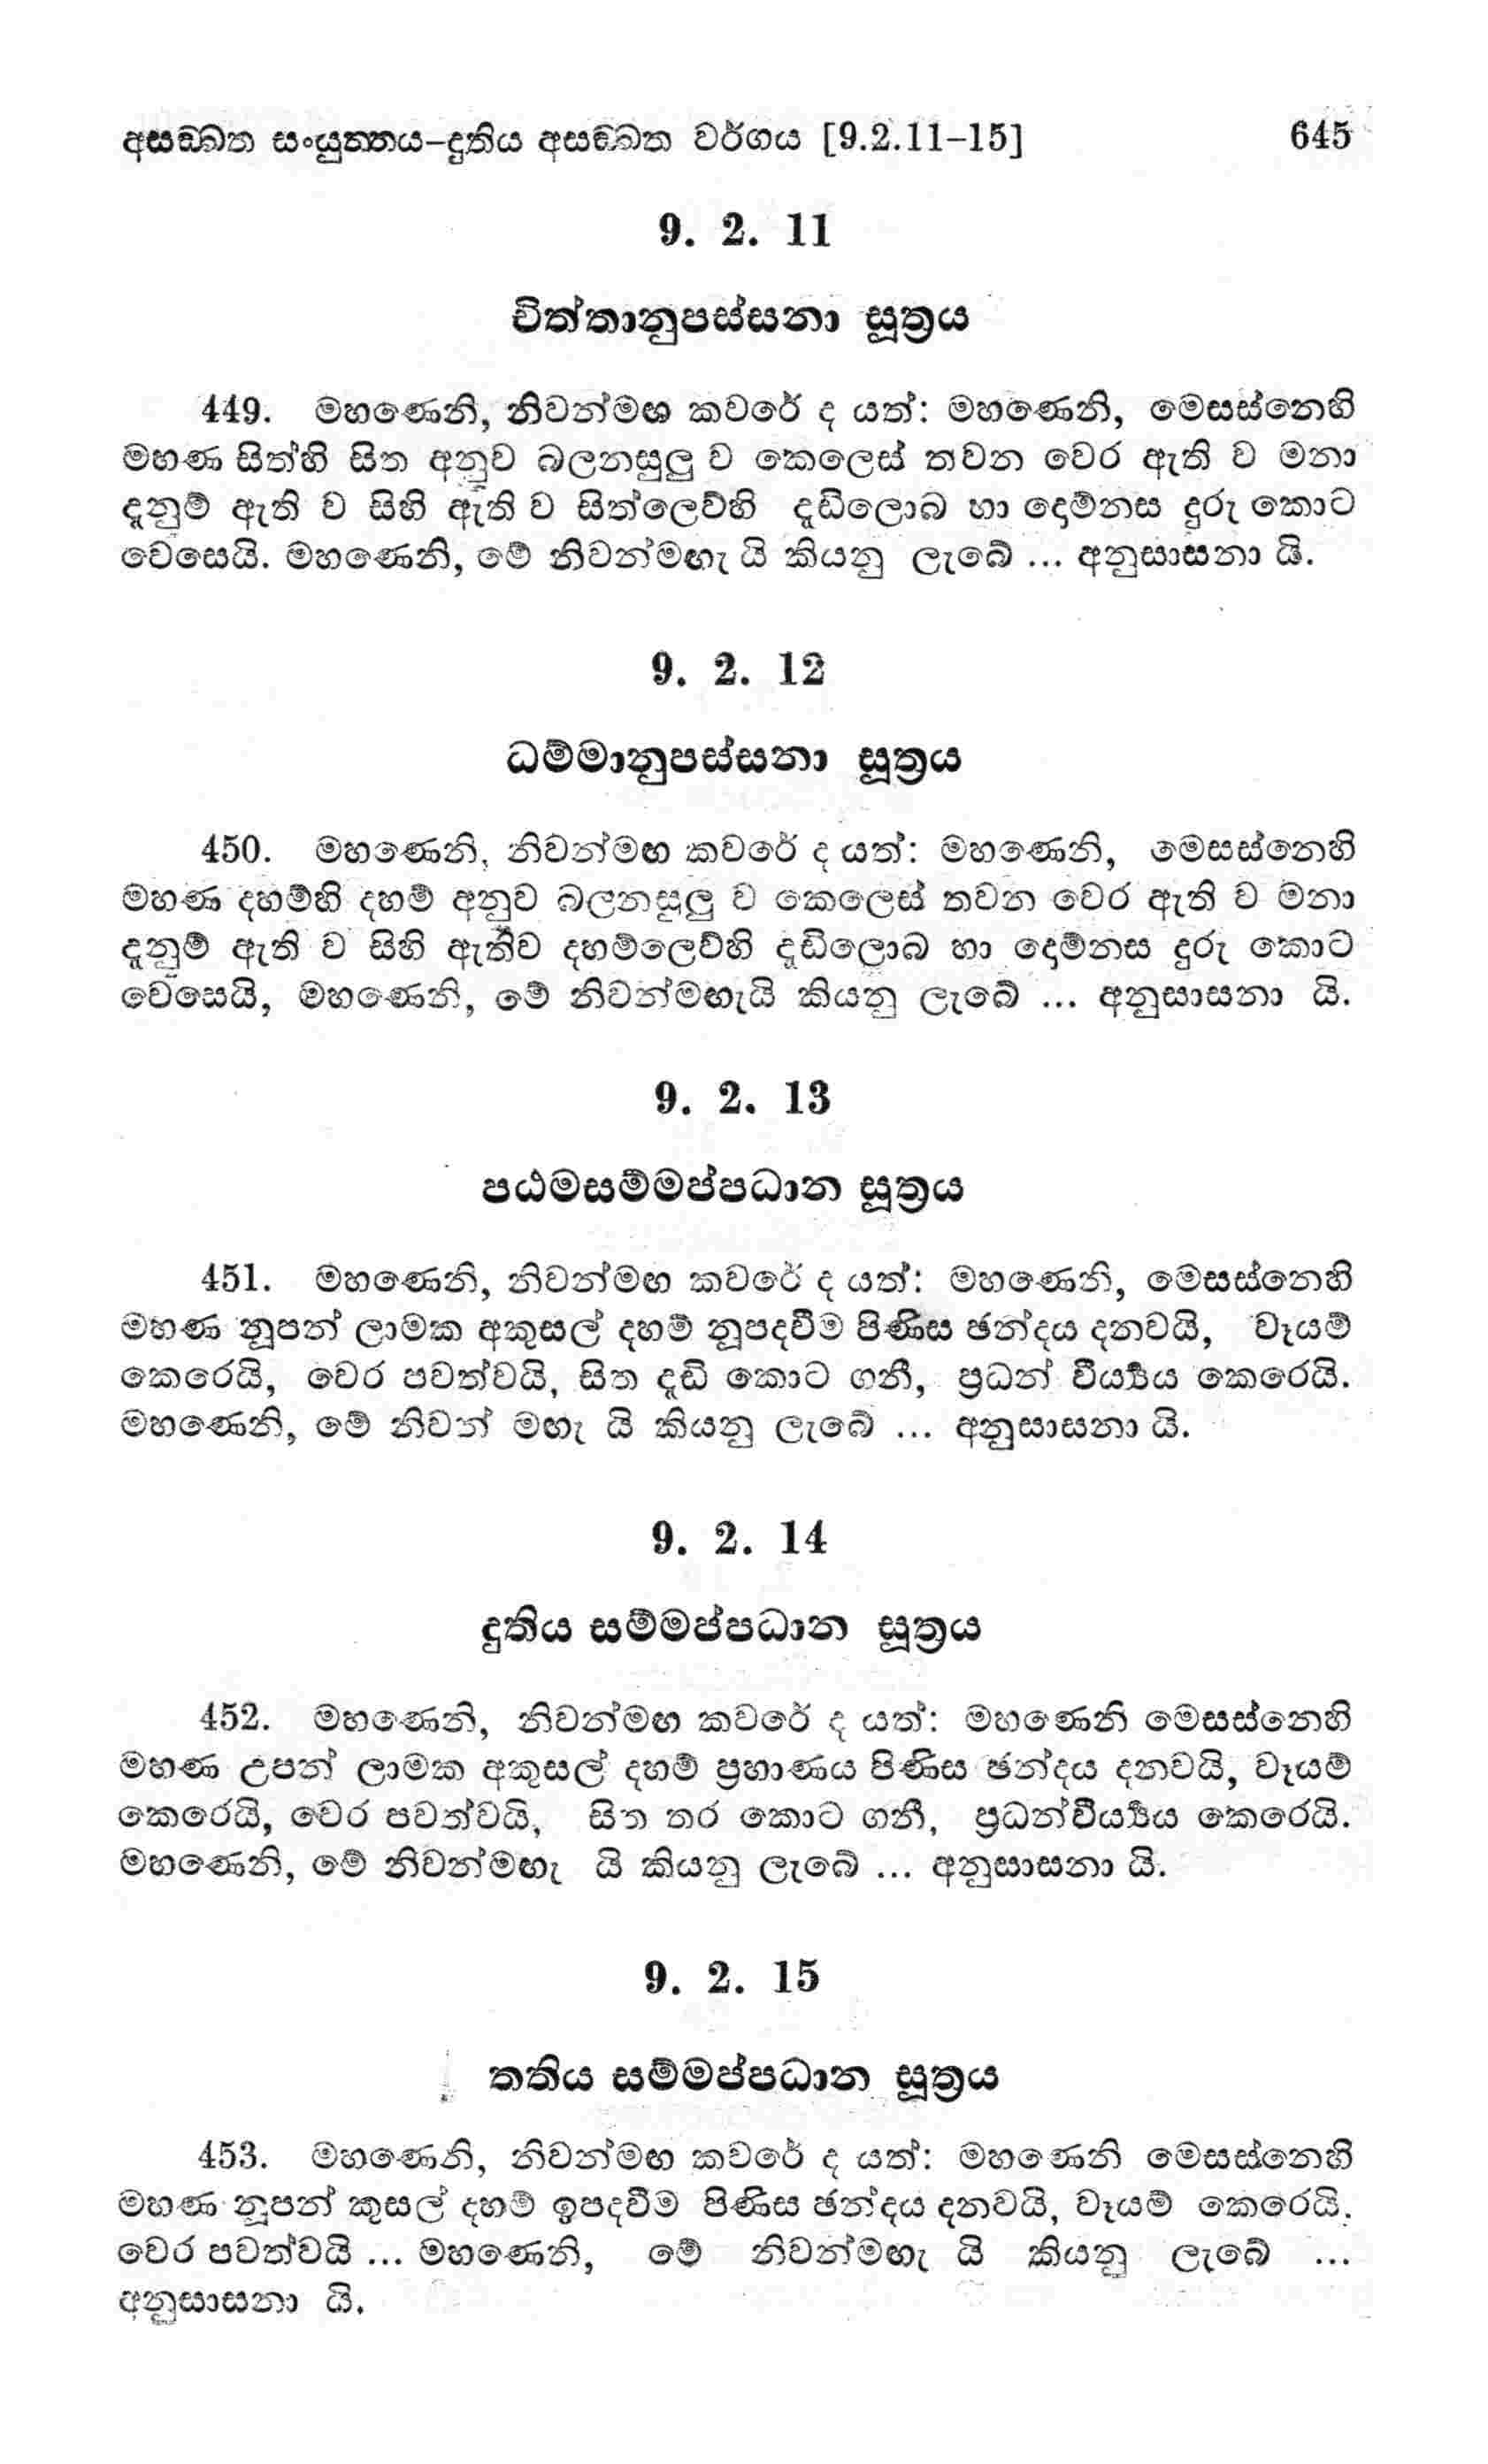 අසඞ්ඛත සංයුත්තය-දුතිය අසඞ්ඛත වර්ගය [9.2.11-15] 645
9. 2. 11
චිත්තානුපස්සනා සූත්‍රය
449. මහණෙනි, නිවන්මඟ කවරේ ද යත්: මහණෙනි, මෙසස්නෙහි
මහණ සිත්හි සිත අනුව බලනසුලු ව කෙලෙස් තවන වෙර ඇති ව මනා
දැනුම් ඇති ව සිහි ඇති ව සිත්ලෙව්හි දැඩිලොබ හා දොම්නස දුරු කොට
වෙසෙයි. මහණෙනි, මේ නිවන්මඟැ යි කියනු ලැබේ ... අනුසාසනා යි.
9. 2. 12
ධම්මානුපස්සනා සූත්‍රය
450. මහණෙනි, නිවන්මඟ කවරේ ද යත්: මහණෙනි, මෙසස්නෙහි
මහණ දහම්හි දහම් අනුව බලනසුලු ව කෙලෙස් තවන වෙර ඇති ව මනා
දැනුම් ඇති ව සිහි ඇතිව දහම්ලෙව්හි දැඩිලොබ හා දොම්නස දුරු කොට
වෙසෙයි, මහණෙනි, මේ නිවන්මඟැයි කියනු ලැබේ ... අනුසාසනා යි.
9. 2. 13
පඨමසම්මප්පධාන සූත්‍රය
451. මහණෙනි, නිවන්මඟ කවරේ ද යත්: මහණෙනි, මෙසස්නෙහි
මහණ නූපන් ලාමක අකුසල් දහම් නූපදවීම පිණිස ඡන්දය දනවයි, වෑයම්
කෙරෙයි, වෙර පවත්වයි, සිත දැඩි කොට ගනී, ප්‍රධන් වීර්‍ය්‍යය කෙරෙයි.
මහණෙනි, මේ නිවන් මඟැ යි කියනු ලැබේ ... අනුසාසනා යි.
9. 2. 14
දුතිය සම්මප්පධාන සූත්‍රය
452. මහණෙනි, නිවන්මඟ කවරේ ද යත්: මහණෙනි මෙසස්නෙහි
මහණ උපන් ලාමක අකුසල් දහම් ප්‍රහාණය පිණිස ඡන්දය දනවයි, වෑයම්
කෙරෙයි, වෙර පවත්වයි, සිත තර කොට ගනී, ප්‍රධන්වීර්‍ය්‍යය කෙරෙයි.
මහණෙනි, මේ නිවන්මඟැ යි කියනු ලැබේ ... අනුසාසනා යි.
9. 2. 15
තතිය සම්මප්පධාන සූත්‍රය
453. මහණෙනි, නිවන්මඟ කවරේ ද යත්: මහණෙනි මෙසස්නෙහි
මහණ නූපන් කුසල් දහම් ඉපදවීම පිණිස ඡන්දය දනවයි, වෑයම් කෙරෙයි,
වෙර පවත්වයි ... මහණෙනි, මේ නිවන්මඟැ යි කියනු ලැබේ ...
අනුසාසනා යි.